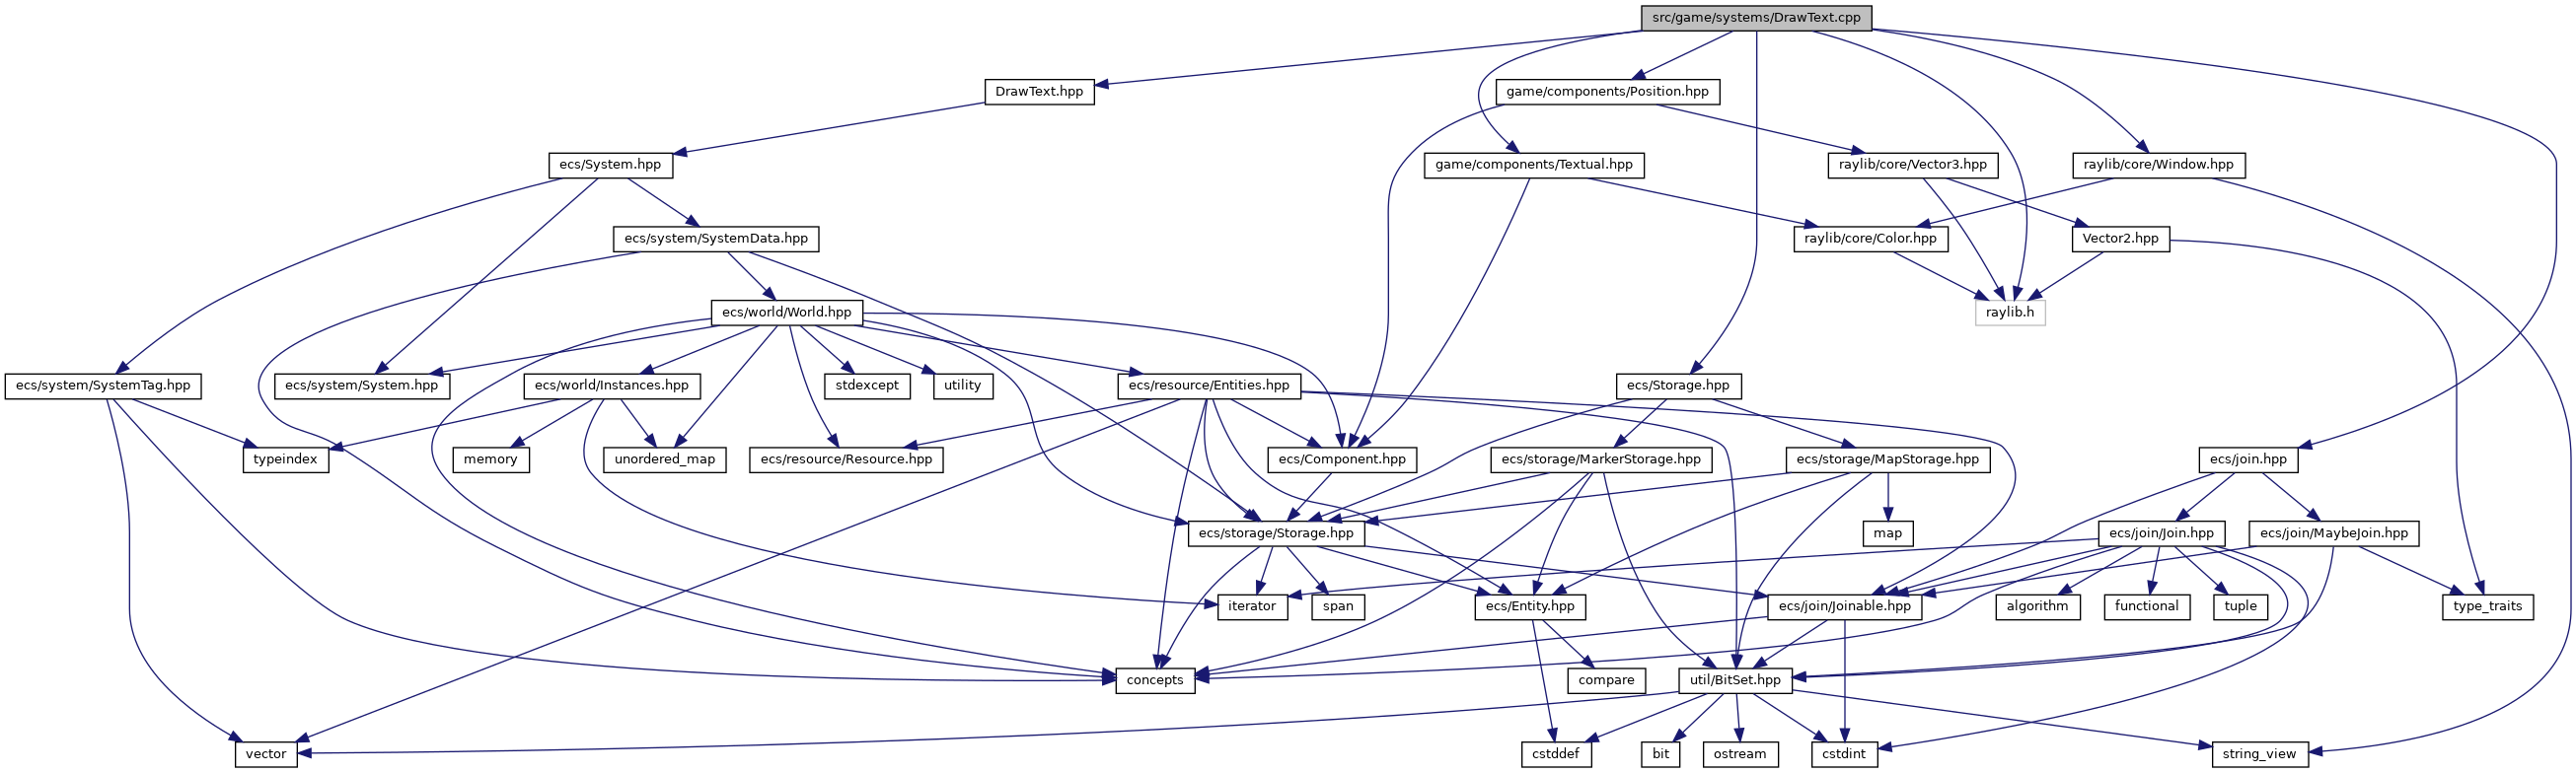 src/game/systems/DrawText.cpp
DrawText.hpp
game/components/Position.hpp
ecs/System.hpp
game/components/Textual.hpp
raylib/core/Vector3.hpp
raylib/core/Window.hpp
ecs/system/SystemData.hpp
raylib/core/Color.hpp
Vector2.hpp
ecs/world/World.hpp
raylib.h
ecs/system/SystemTag.hpp
ecs/system/System.hpp
ecs/world/Instances.hpp
stdexcept
utility
ecs/resource/Entities.hpp
ecs/Storage.hpp
typeindex
memory
unordered_map
ecs/resource/Resource.hpp
ecs/Component.hpp
ecs/storage/MarkerStorage.hpp
ecs/storage/MapStorage.hpp
ecs/join.hpp
ecs/storage/Storage.hpp
map
ecs/join/Join.hpp
ecs/join/MaybeJoin.hpp
iterator
span
ecs/Entity.hpp
ecs/join/Joinable.hpp
algorithm
functional
tuple
type_traits
concepts
compare
util/BitSet.hpp
vector
cstddef
bit
ostream
cstdint
string_view